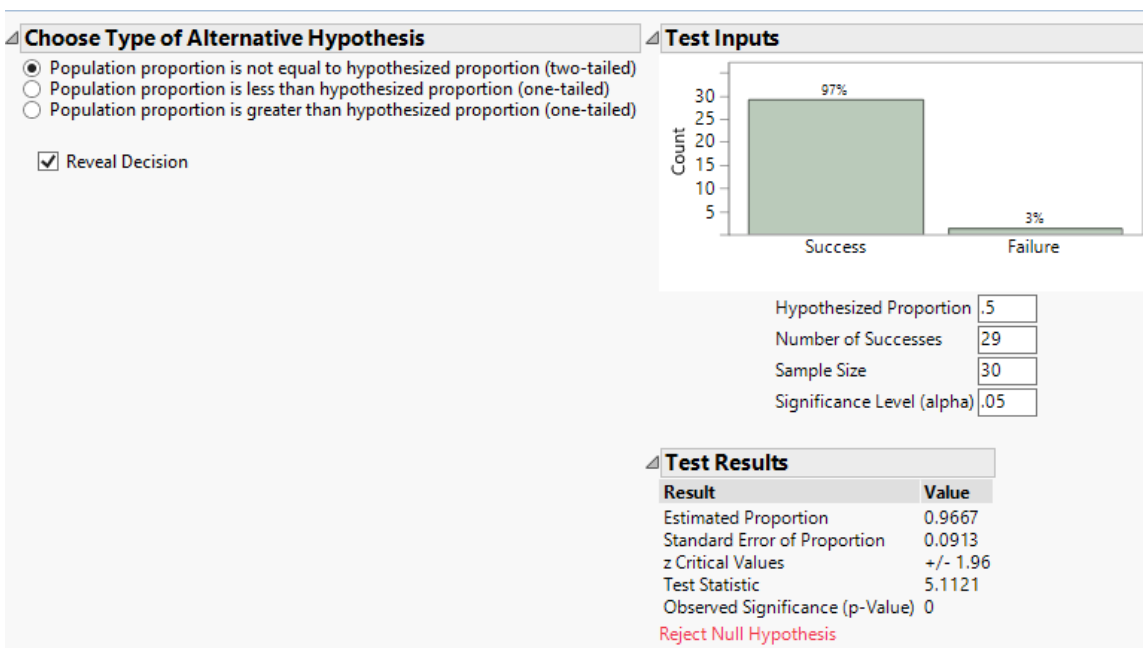 Choose Type of Alternative Hypothesis
Population proportion is not equal to hypothesized proportion (two-tailed)
Population proportion is less than hypothesized proportion (one-tailed)
Population proportion is greater than hypothesized proportion (one-tailed)
Reveal Decision
Test Inputs
Count
30
25
20
15
10
5
97%
3%
Success Failure
Hypothesized Proportion .5
Number of Successes 29
Sample Size 30
Significance Level (alpha) .05
Test Results
Result Value
Estimated Proportion 0.9667
Standard Error of Proportion 0.0913
z Critical Values +/- 1.96
Test Statistic 5.1121
Observed Significance (p-Value) 0
Reject Null Hypothesis